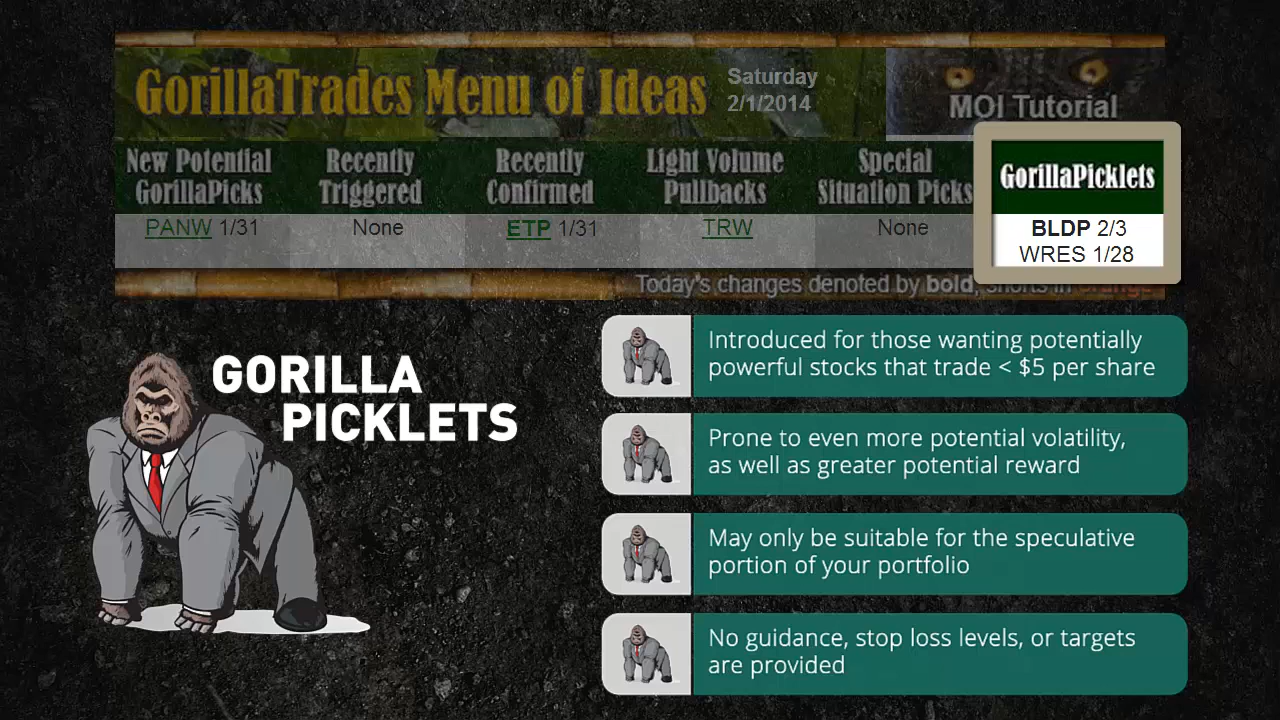 GorillaTrades Menu of Ideas
Saturday
2/1/2014
MOI Tutorial
New Potential
GorillaPicks
Recently
Triggered
Recently
Confirmed
Light Volume
Pullbacks
Special
Situation Picks
GorillaPicklets
PANW 1/31
None
ETP 1/31
TRW
None
BLDP 2/3
WRES 1/28
Today's changes denoted by bold, shorts in orange
GORILLA
PICKLETS
Introduced for those wanting potentially
powerful stocks that trade < $5 per share
Prone to even more potential volatility,
as well as greater potential reward
May only be suitable for the speculative
portion of your portfolio
No guidance, stop loss levels, or targets
are provided